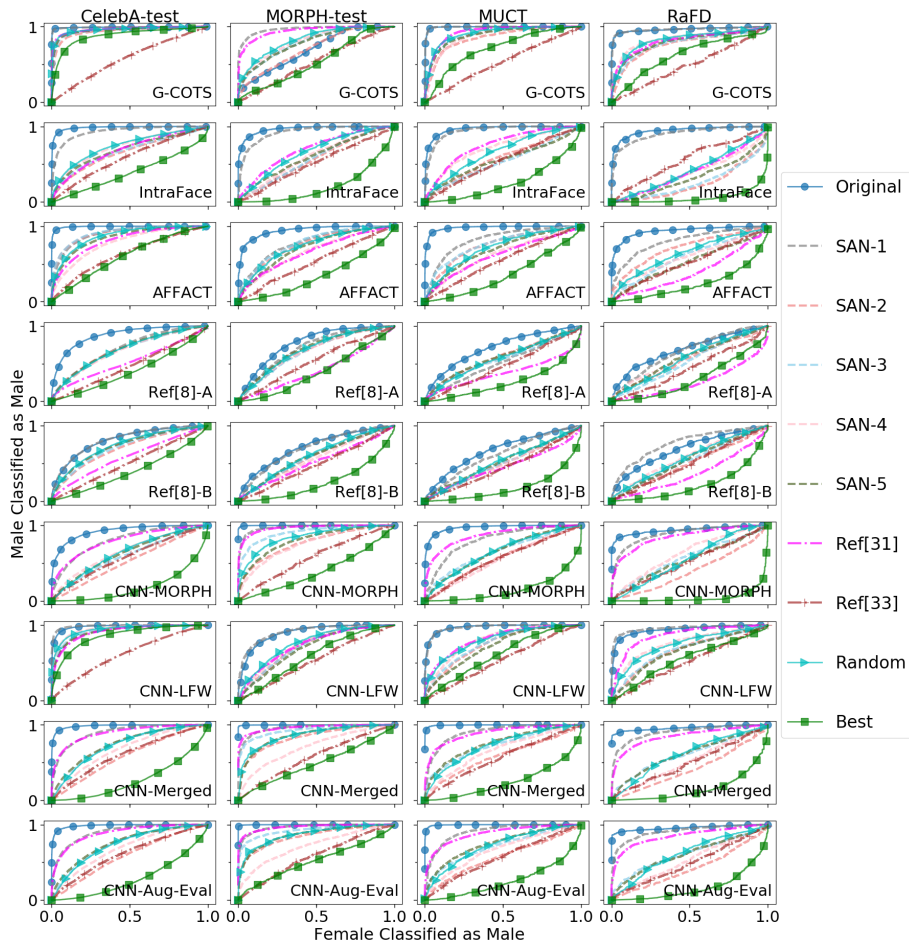 CelebA-test MORPH-test MUCT RaFD
1
0
G-COTS G-COTS G-COTS G-COTS
1
0
IntraFace IntraFace IntraFace IntraFace
1
0
AFFACT AFFACT AFFACT AFFACT
1
0
Ref[8]-A Ref[8]-A Ref[8]-A Ref[8]-A
1
0
Ref[8]-B Ref[8]-B Ref[8]-B Ref[8]-B
1
0
CNN-MORPH CNN-MORPH CNN-MORPH CNN-MORPH
1
0
CNN-LFW CNN-LFW CNN-LFW CNN-LFW
1
0
CNN-Merged CNN-Merged CNN-Merged CNN-Merged
1
0
CNN-Aug-Eval CNN-Aug-Eval CNN-Aug-Eval CNN-Aug-Eval
0.0 0.5 1.0 0.0 0.5 1.0 0.0 0.5 1.0 0.0 0.5 1.0
Female Classified as Male
Male Classified as Male
Original
SAN-1
SAN-2
SAN-3
SAN-4
SAN-5
Ref[31]
Ref[33]
Random
Best